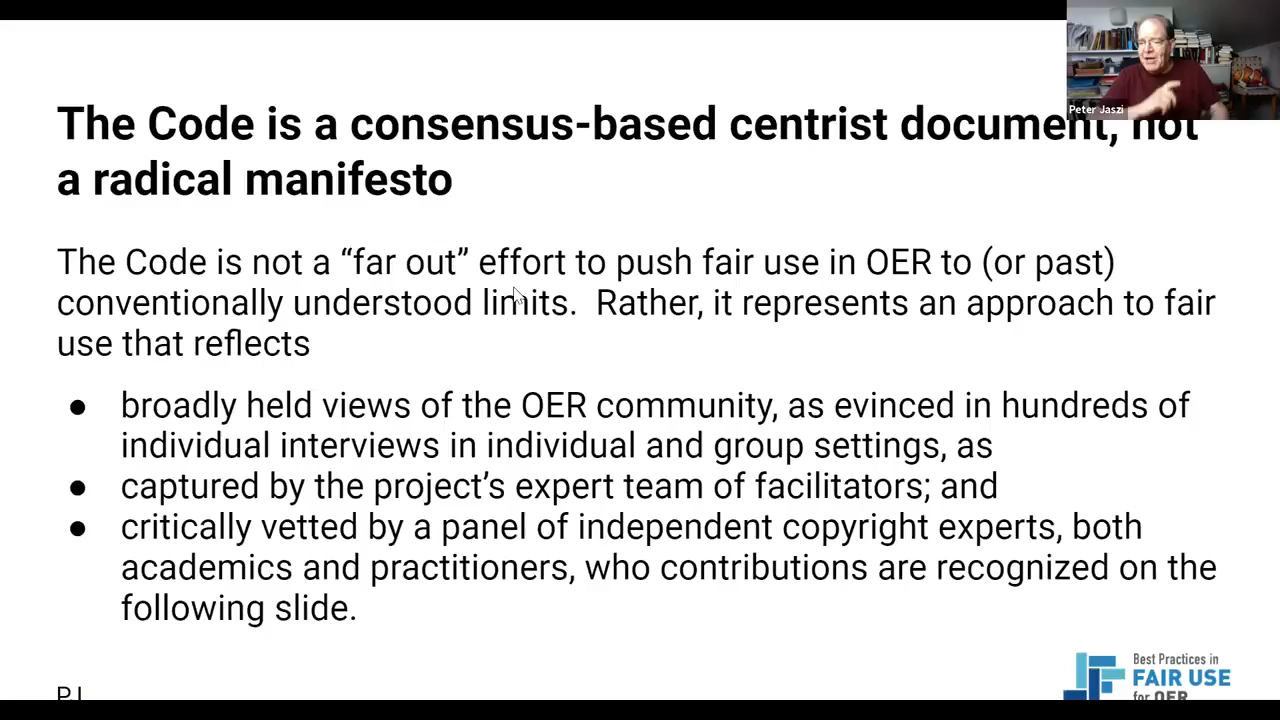 Peter Jaszi
The Code is a consensus-based centrist document, not
a radical manifesto
The Code is not a “far out” effort to push fair use in OER to (or past)
conventionally understood limits.  Rather, it represents an approach to fair
use that reflects
● broadly held views of the OER community, as evinced in hundreds of
individual interviews in individual and group settings, as
● captured by the project’s expert team of facilitators; and
● critically vetted by a panel of independent copyright experts, both
academics and practitioners, who contributions are recognized on the
following slide.
PJ
Best Practices in
FAIR USE
for OER